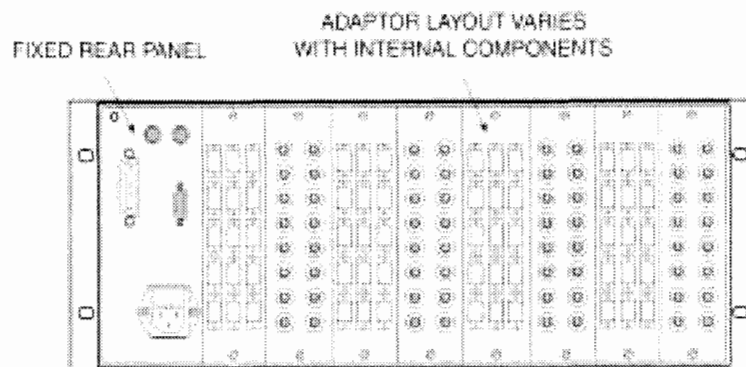 ADAPTOR LAYOUT VARIES
FIXED REAR PANEL
WITH INTERNAL COMPONENTS